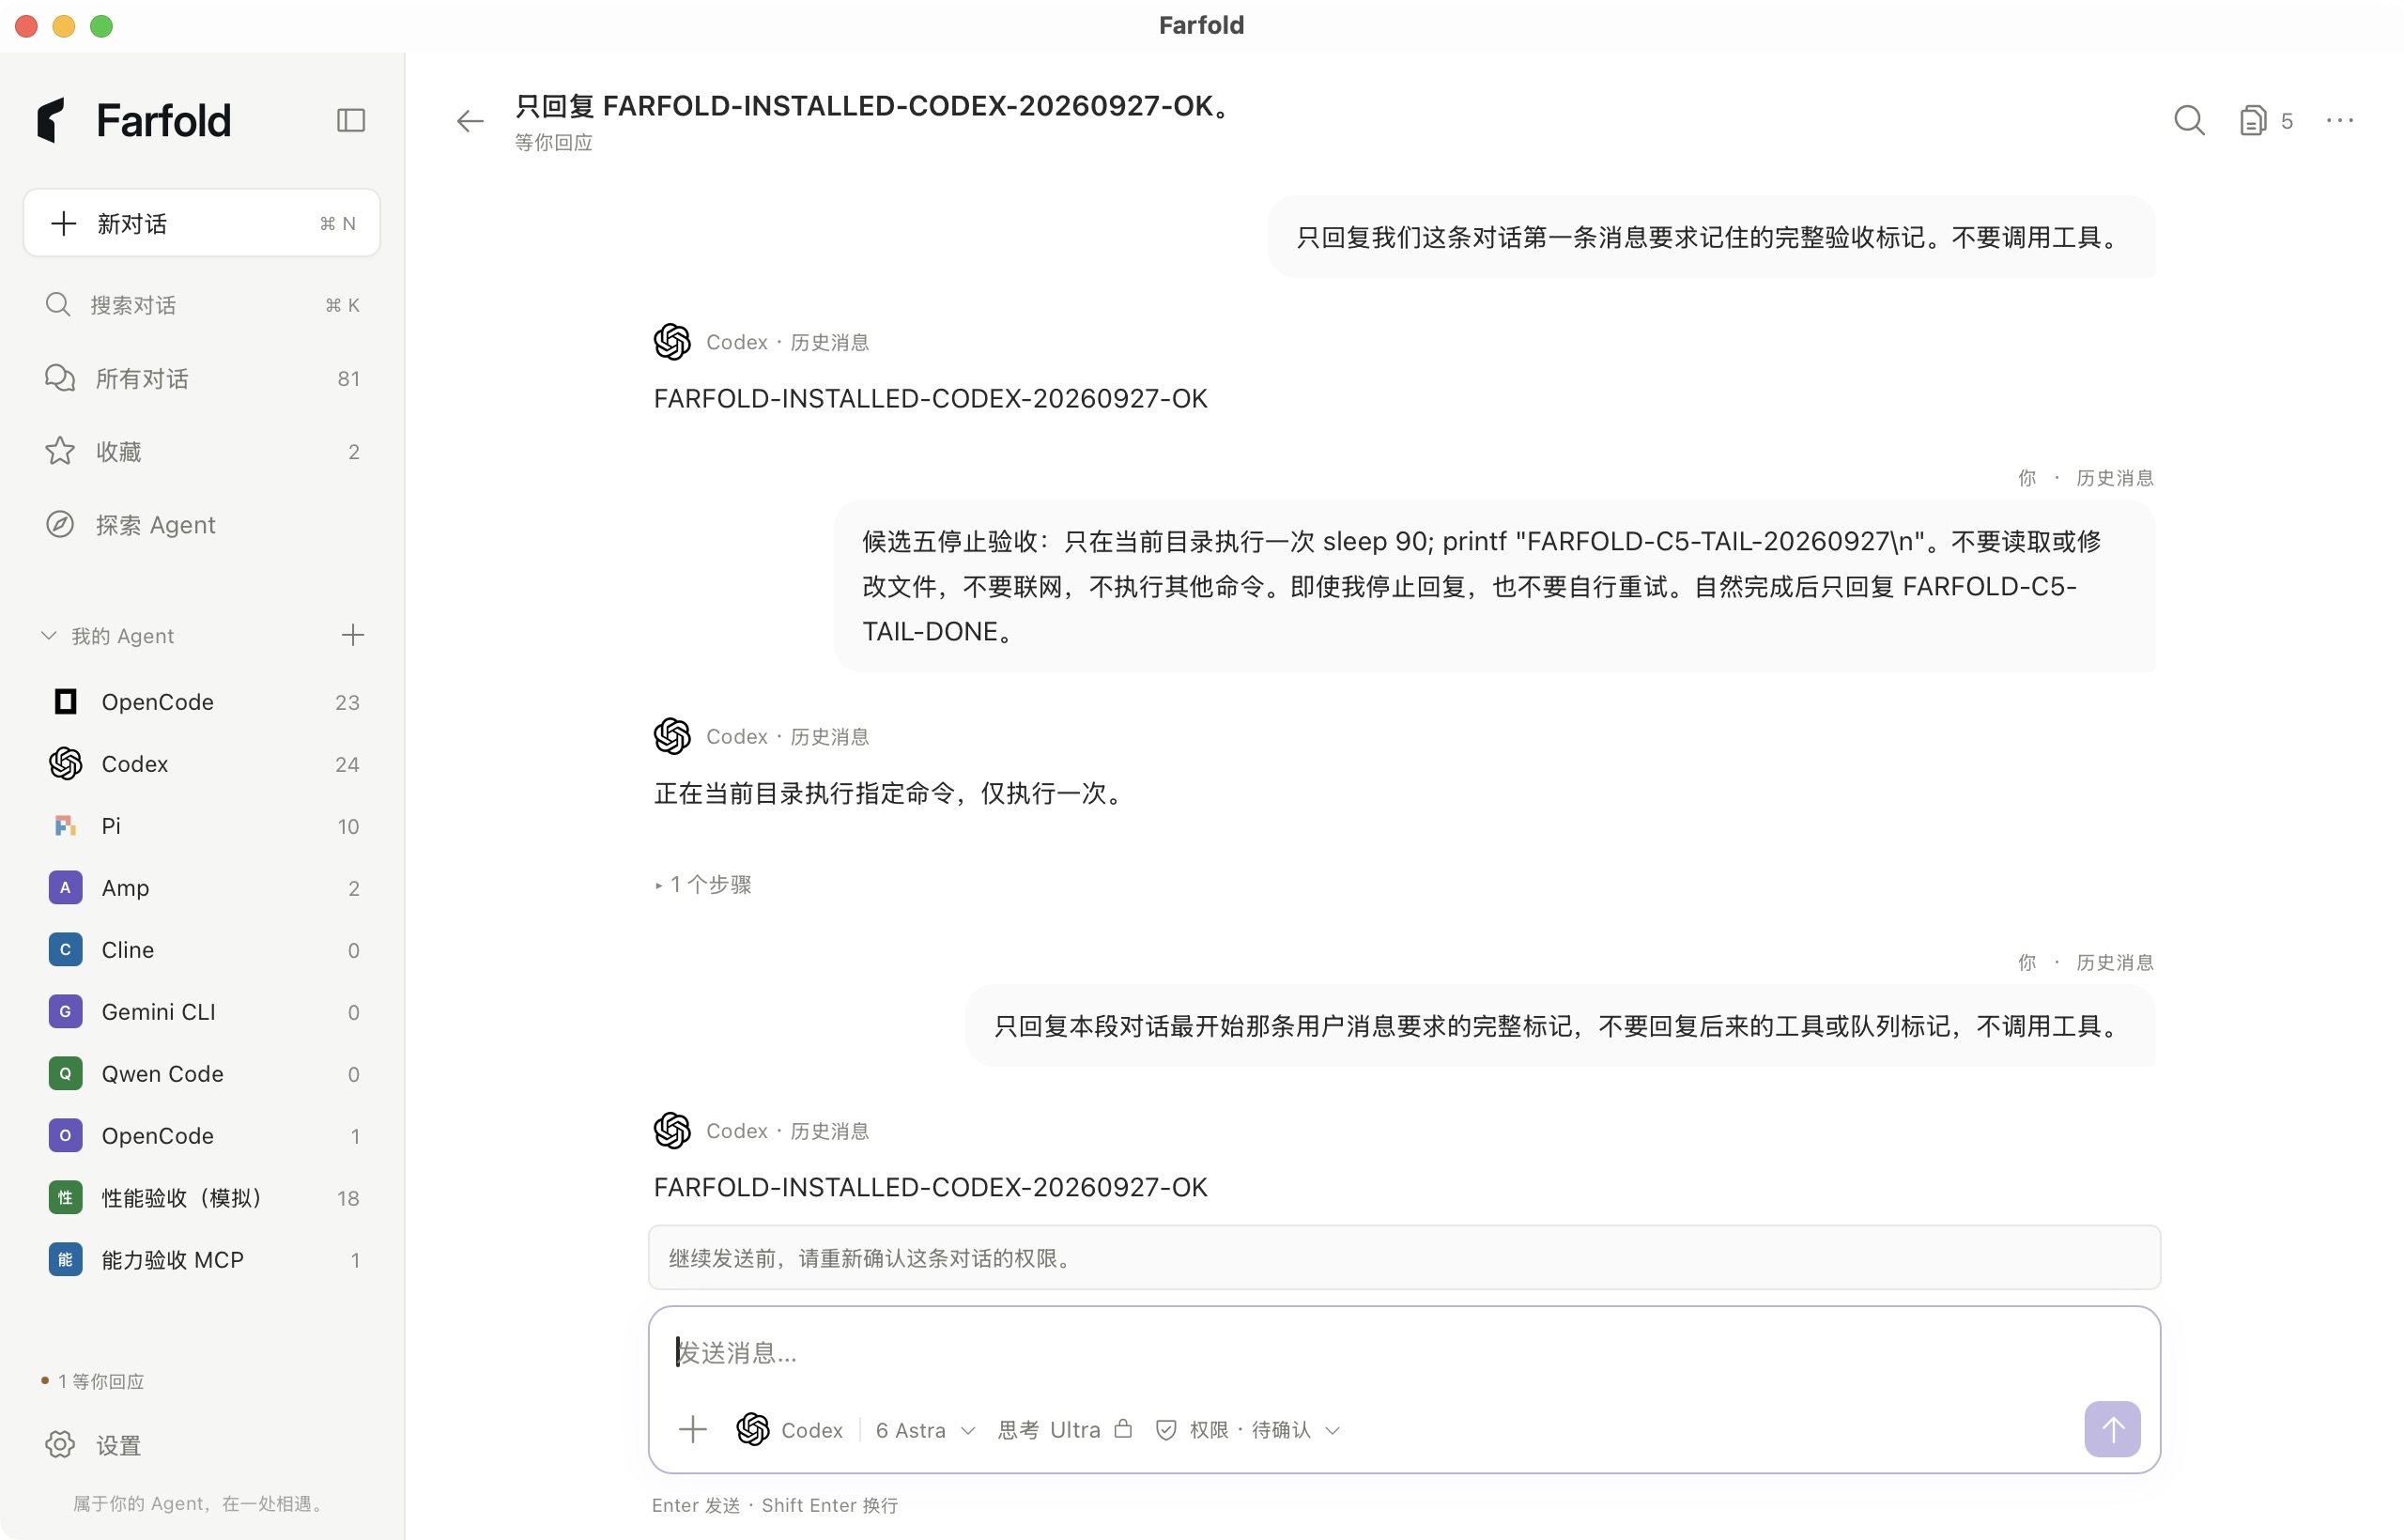 Farfold
Farfold
新对话
⌘ N
搜索对话
⌘ K
所有对话
81
收藏
2
探索 Agent
我的 Agent
OpenCode
23
Codex
24
Pi
10
A
Amp
2
C
Cline
0
G
Gemini CLI
0
Q
Qwen Code
0
O
OpenCode
1
性
性能验收（模拟）
18
能
能力验收 MCP
1
1 等你回应
设置
属于你的 Agent，在一处相遇。
只回复 FARFOLD-INSTALLED-CODEX-20260927-OK。
等你回应
5
只回复我们这条对话第一条消息要求记住的完整验收标记。不要调用工具。
Codex · 历史消息
FARFOLD-INSTALLED-CODEX-20260927-OK
你 · 历史消息
候选五停止验收：只在当前目录执行一次 sleep 90; printf "FARFOLD-C5-TAIL-20260927\n"。不要读取或修
改文件，不要联网，不执行其他命令。即使我停止回复，也不要自行重试。自然完成后只回复 FARFOLD-C5-
TAIL-DONE。
Codex · 历史消息
正在当前目录执行指定命令，仅执行一次。
1 个步骤
你 · 历史消息
只回复本段对话最开始那条用户消息要求的完整标记，不要回复后来的工具或队列标记，不调用工具。
Codex · 历史消息
FARFOLD-INSTALLED-CODEX-20260927-OK
继续发送前，请重新确认这条对话的权限。
发送消息...
Codex
6 Astra
思考 Ultra
权限 · 待确认
Enter 发送 · Shift Enter 换行